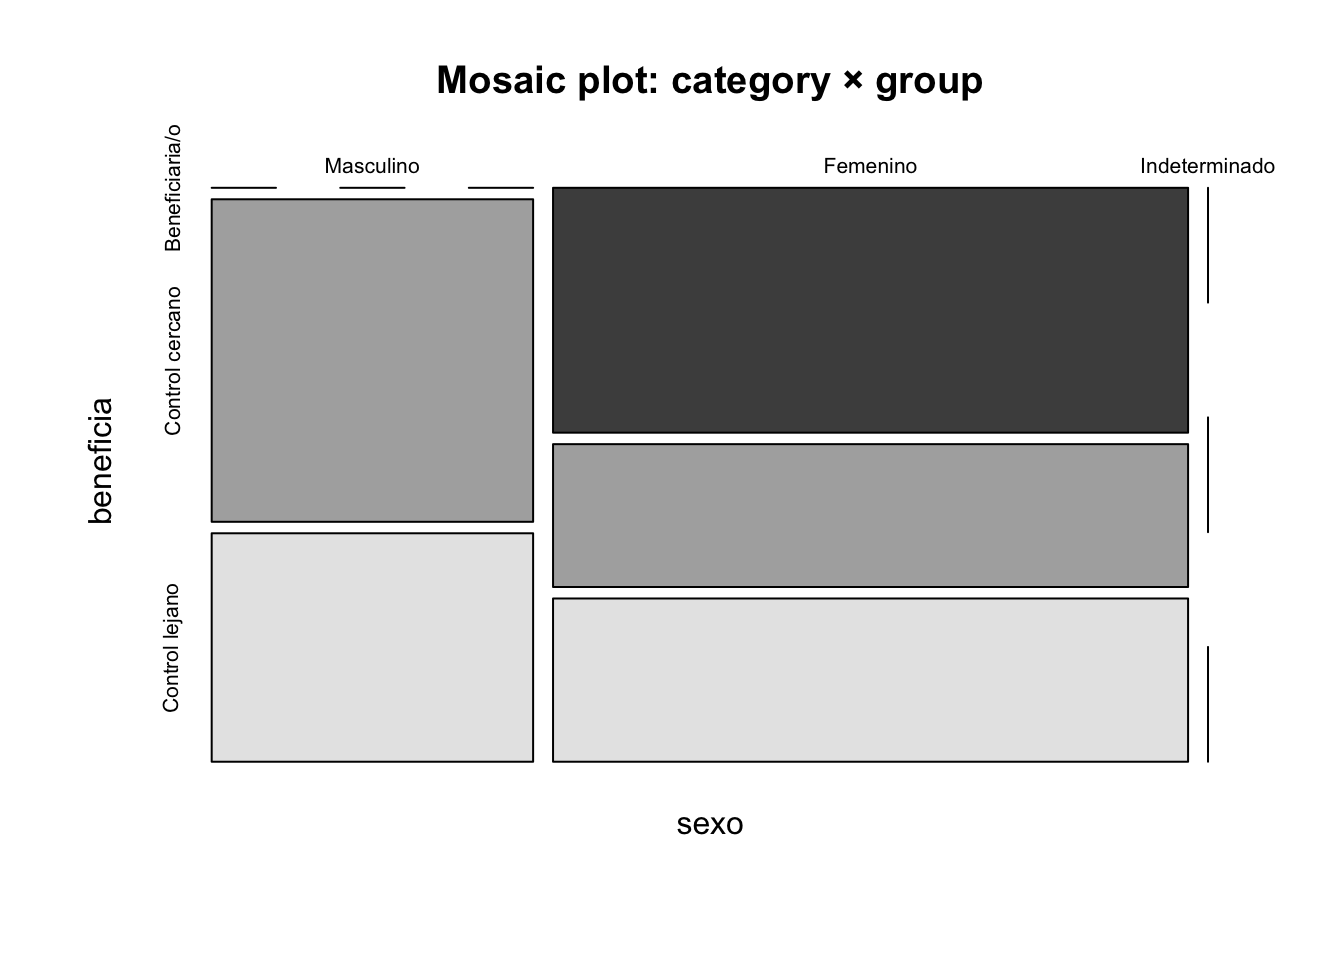 Mosaic plot: category × group
Masculino
Femenino
Indeterminado
Beneficiaria/o
Control cercano
Control lejano
beneficia
sexo